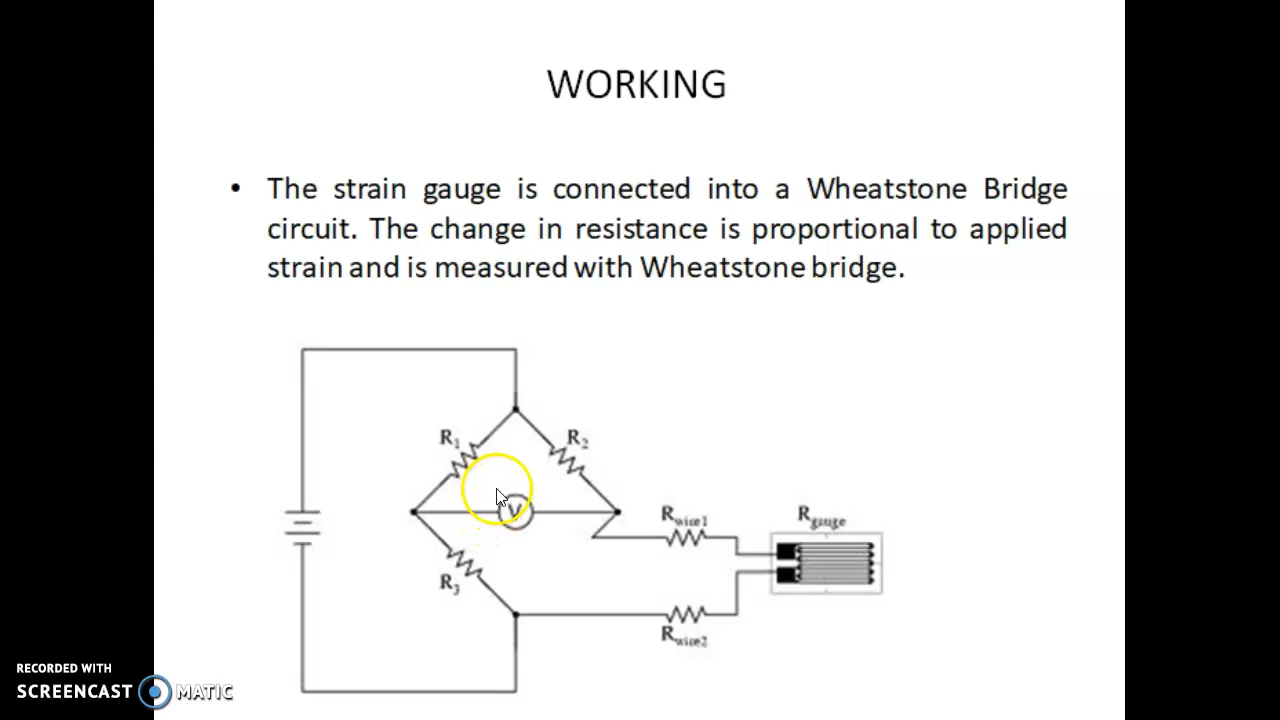 WORKING
• The strain gauge is connected into a Wheatstone Bridge
circuit. The change in resistance is proportional to applied
strain and is measured with Wheatstone bridge.
R1
R2
V
Rwire1
Rgauge
R3
Rwire2
RECORDED WITH
SCREENCAST MATIC